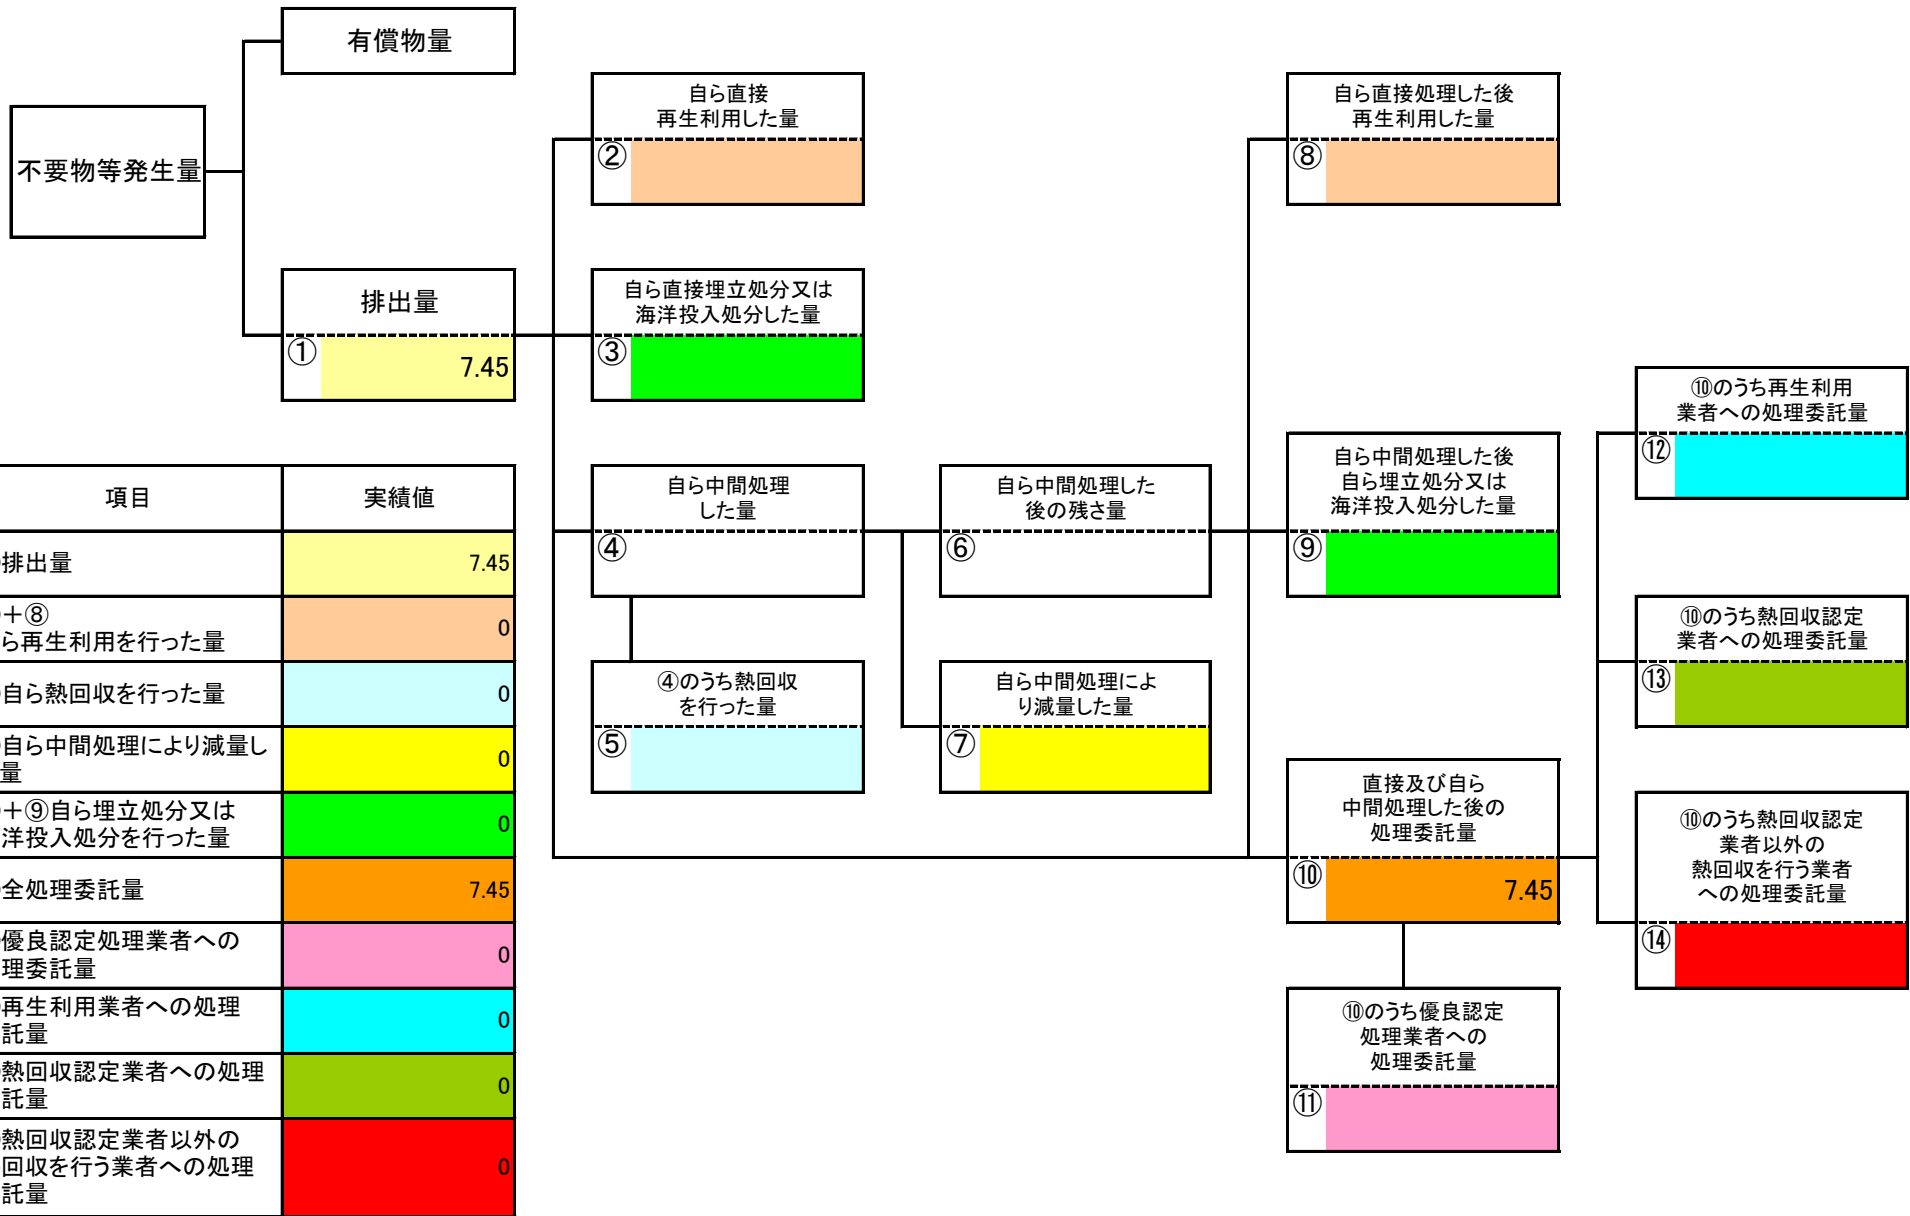 有償物量
不要物等発生量
排出量
① 7.45
自ら直接
再生利用した量
②
自ら直接埋立処分又は
海洋投入処分した量
③
自ら中間処理
した量
④
④のうち熱回収
を行った量
⑤
自ら中間処理した
後の残さ量
⑥
自ら中間処理によ
り減量した量
⑦
自ら直接処理した後
再生利用した量
⑧
自ら中間処理した後
自ら埋立処分又は
海洋投入処分した量
⑨
直接及び自ら
中間処理した後の
処理委託量
⑩ 7.45
⑩のうち優良認定
処理業者への
処理委託量
⑪
⑩のうち再生利用
業者への処理委託量
⑫
⑩のうち熱回収認定
業者への処理委託量
⑬
⑩のうち熱回収認定
業者以外の
熱回収を行う業者
への処理委託量
⑭
項目 実績値
排出量 7.45
+⑧
ら再生利用を行った量 0
自ら熱回収を行った量 0
自ら中間処理により減量し
量 0
+⑨自ら埋立処分又は
洋投入処分を行った量 0
全処理委託量 7.45
優良認定処理業者への
理委託量 0
再生利用業者への処理
託量 0
熱回収認定業者への処理
託量 0
熱回収認定業者以外の
回収を行う業者への処理
託量 0